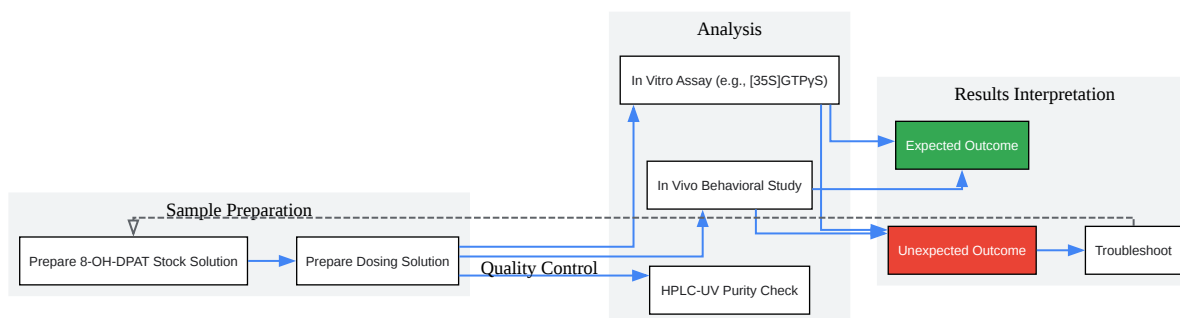 Analysis
In Vitro Assay (e.g., [35S]GTPγS)
Results Interpretation
Expected Outcome
In Vivo Behavioral Study
Sample Preparation
Prepare 8-OH-DPAT Stock Solution
Prepare Dosing Solution
Quality Control
HPLC-UV Purity Check
Unexpected Outcome
Troubleshoot